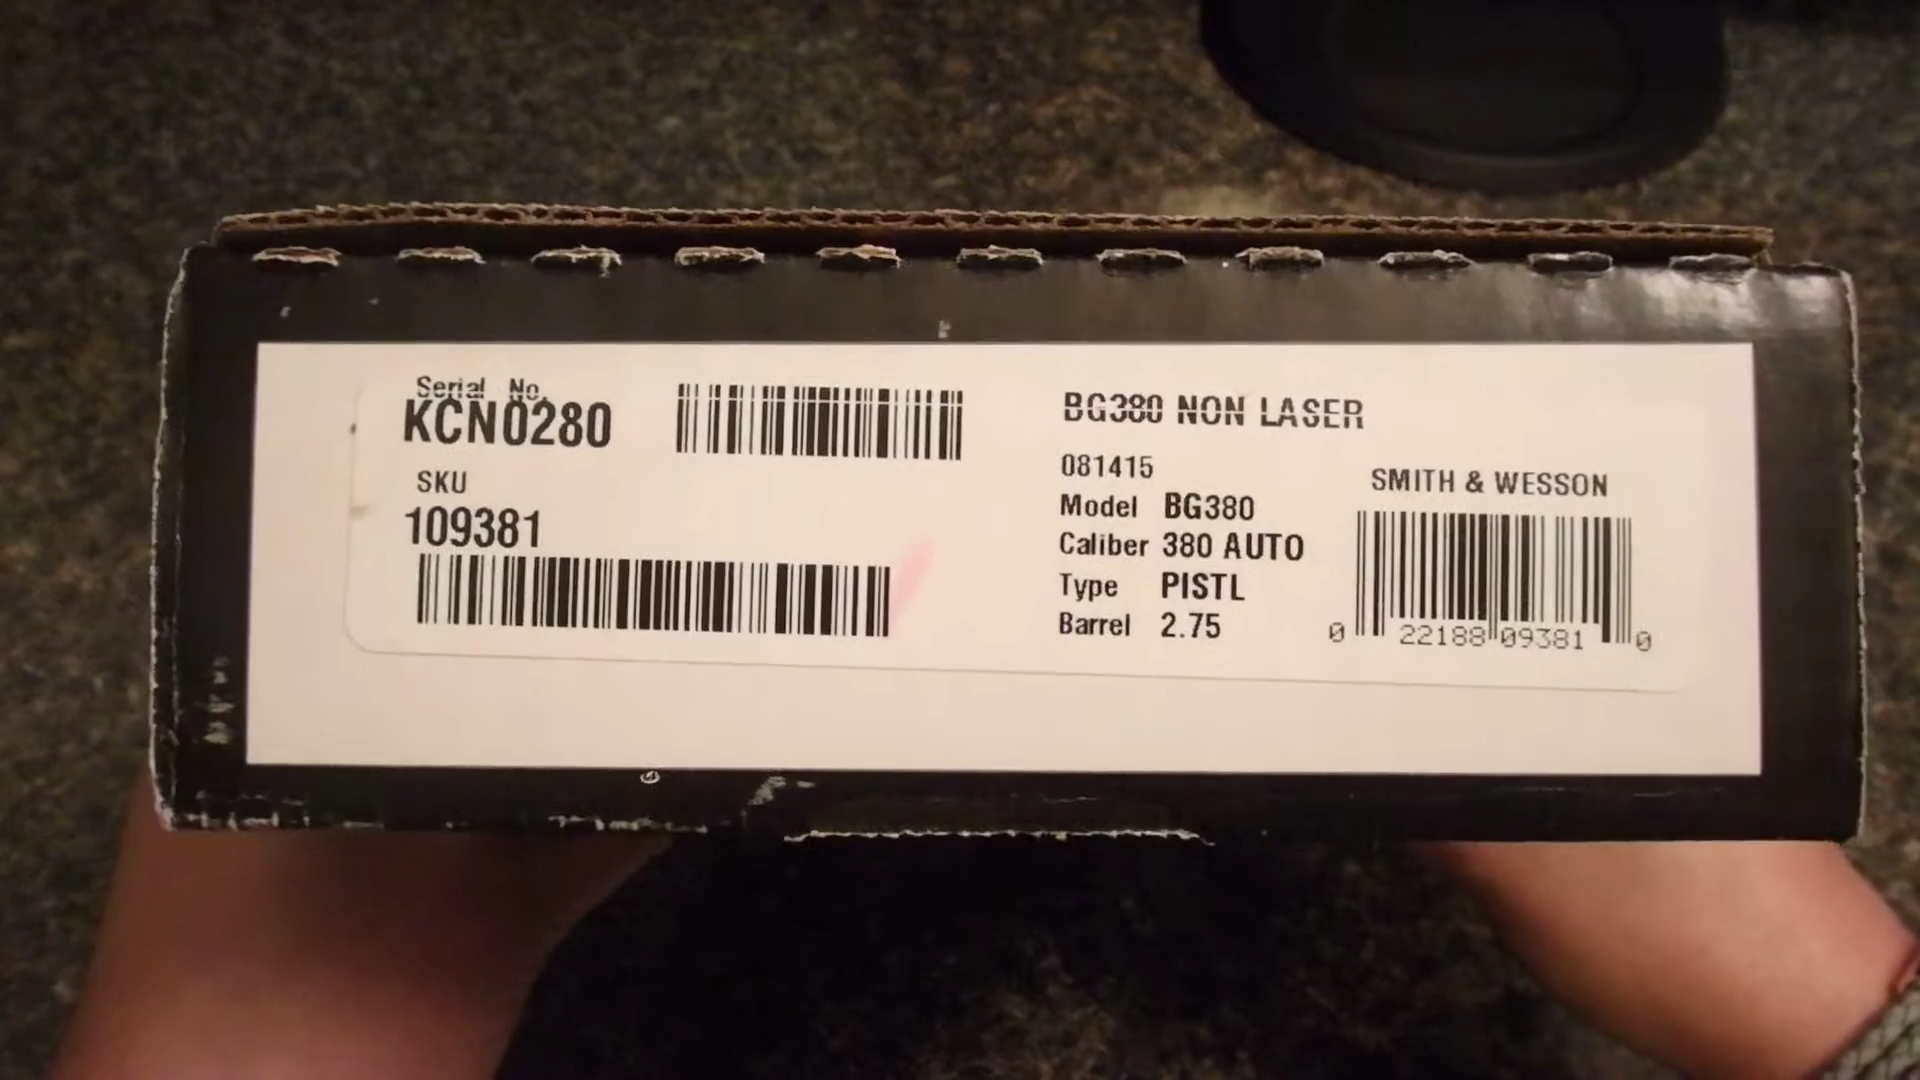 Serial No.
KCN0280
SKU
109381
BG380 NON LASER
081415
Model BG380
Caliber 380 AUTO
Type PISTL
Barrel 2.75
SMITH & WESSON
0 22188 09381 0